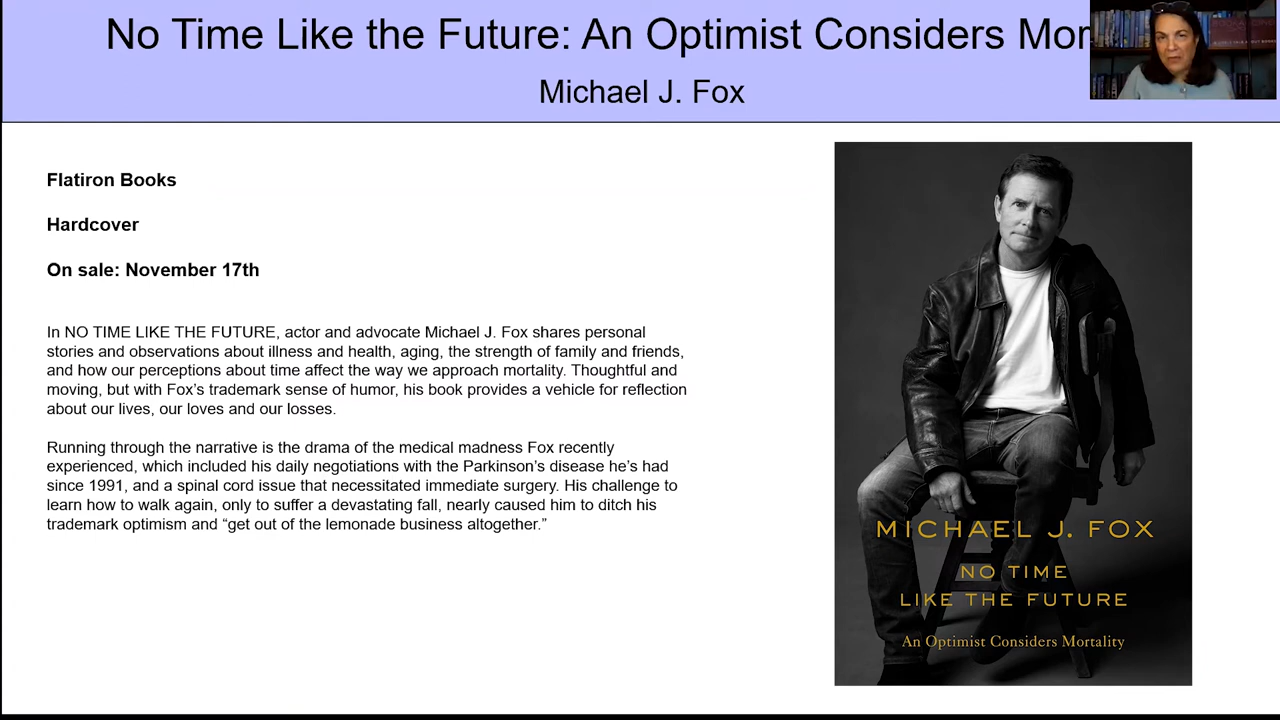 No Time Like the Future: An Optimist Considers Mor
Michael J. Fox
Flatiron Books
Hardcover
On sale: November 17th
In NO TIME LIKE THE FUTURE, actor and advocate Michael J. Fox shares personal
stories and observations about illness and health, aging, the strength of family and friends,
and how our perceptions about time affect the way we approach mortality. Thoughtful and
moving, but with Fox’s trademark sense of humor, his book provides a vehicle for reflection
about our lives, our loves and our losses.
Running through the narrative is the drama of the medical madness Fox recently
experienced, which included his daily negotiations with the Parkinson’s disease he’s had
since 1991, and a spinal cord issue that necessitated immediate surgery. His challenge to
learn how to walk again, only to suffer a devastating fall, nearly caused him to ditch his
trademark optimism and “get out of the lemonade business altogether.”
MICHAEL J. FOX
NO TIME
LIKE THE FUTURE
An Optimist Considers Mortality